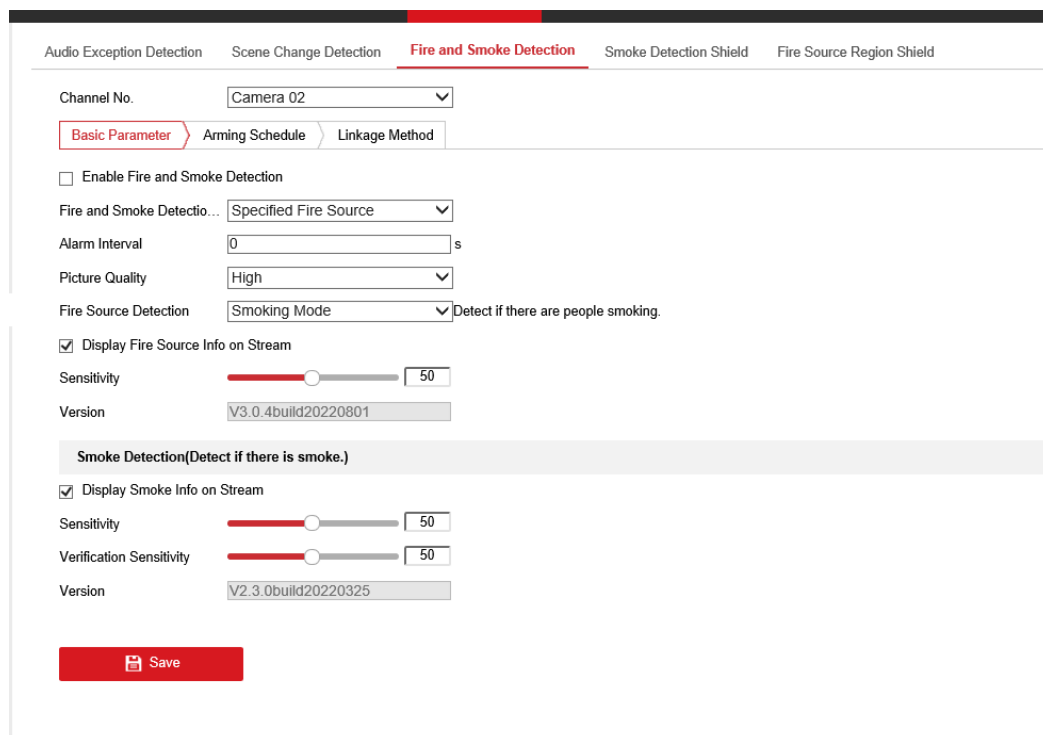 Audio Exception Detection Scene Change Detection Fire and Smoke Detection Smoke Detection Shield Fire Source Region Shield
Channel No. Camera 02
Basic Parameter Arming Schedule Linkage Method
Enable Fire and Smoke Detection
Fire and Smoke Detectio... Specified Fire Source
Alarm Interval 0 s
Picture Quality High
Fire Source Detection Smoking Mode Detect if there are people smoking.
Display Fire Source Info on Stream
Sensitivity 50
Version V3.0.4build20220801
Smoke Detection(Detect if there is smoke.)
Display Smoke Info on Stream
Sensitivity 50
Verification Sensitivity 50
Version V2.3.0build20220325
Save